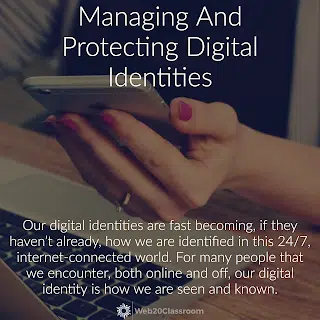 Managing And
Protecting Digital
Identities
Our digital identities are fast becoming, if they
haven't already, how we are identified in this 24/7,
internet-connected world. For many people that
we encounter, both online and off, our digital
identity is how we are seen and known.
Web20Classroom